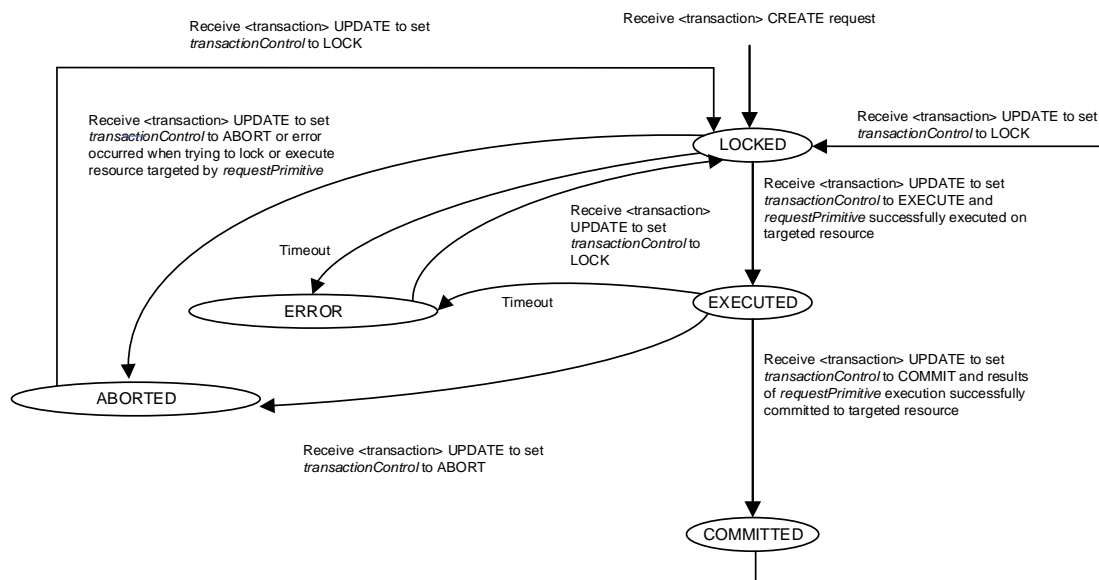 Receive <transaction> CREATE request
Receive <transaction> UPDATE to set
transactionControl to LOCK
Receive <transaction> UPDATE to set
transactionControl to ABORT or error
occurred when trying to lock or execute
resource targeted by requestPrimitive
Receive <transaction> UPDATE to set
transactionControl to LOCK
LOCKED
Receive <transaction> UPDATE to set
transactionControl to EXECUTE and
requestPrimitive successfully executed on
targeted resource
Receive <transaction>
UPDATE to set
transactionControl to
LOCK
Timeout
ERROR
Timeout
EXECUTED
Receive <transaction> UPDATE to set
transactionControl to COMMIT and results
of requestPrimitive execution successfully
committed to targeted resource
ABORTED
Receive <transaction> UPDATE to set
transactionControl to ABORT
COMMITTED